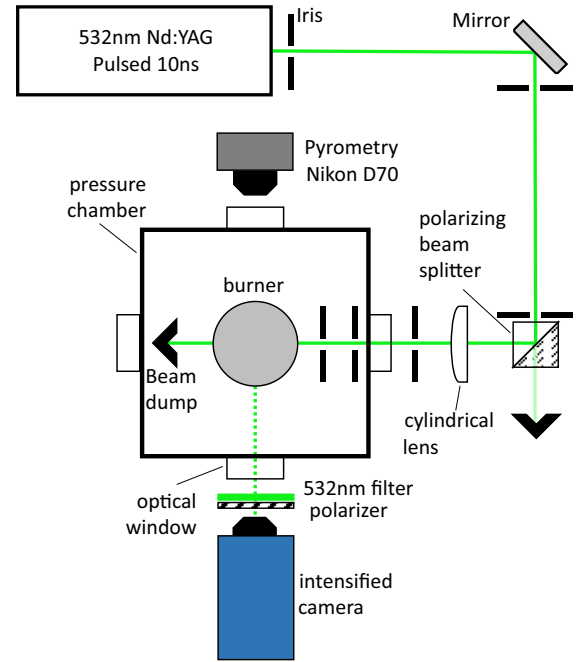 Iris
532nm Nd:YAG
Pulsed 10ns
Mirror
Pyrometry
Nikon D70
pressure
chamber
polarizing
beam
splitter
burner
Beam
dump
cylindrical
lens
optical
window
532nm filter
polarizer
intensified
camera